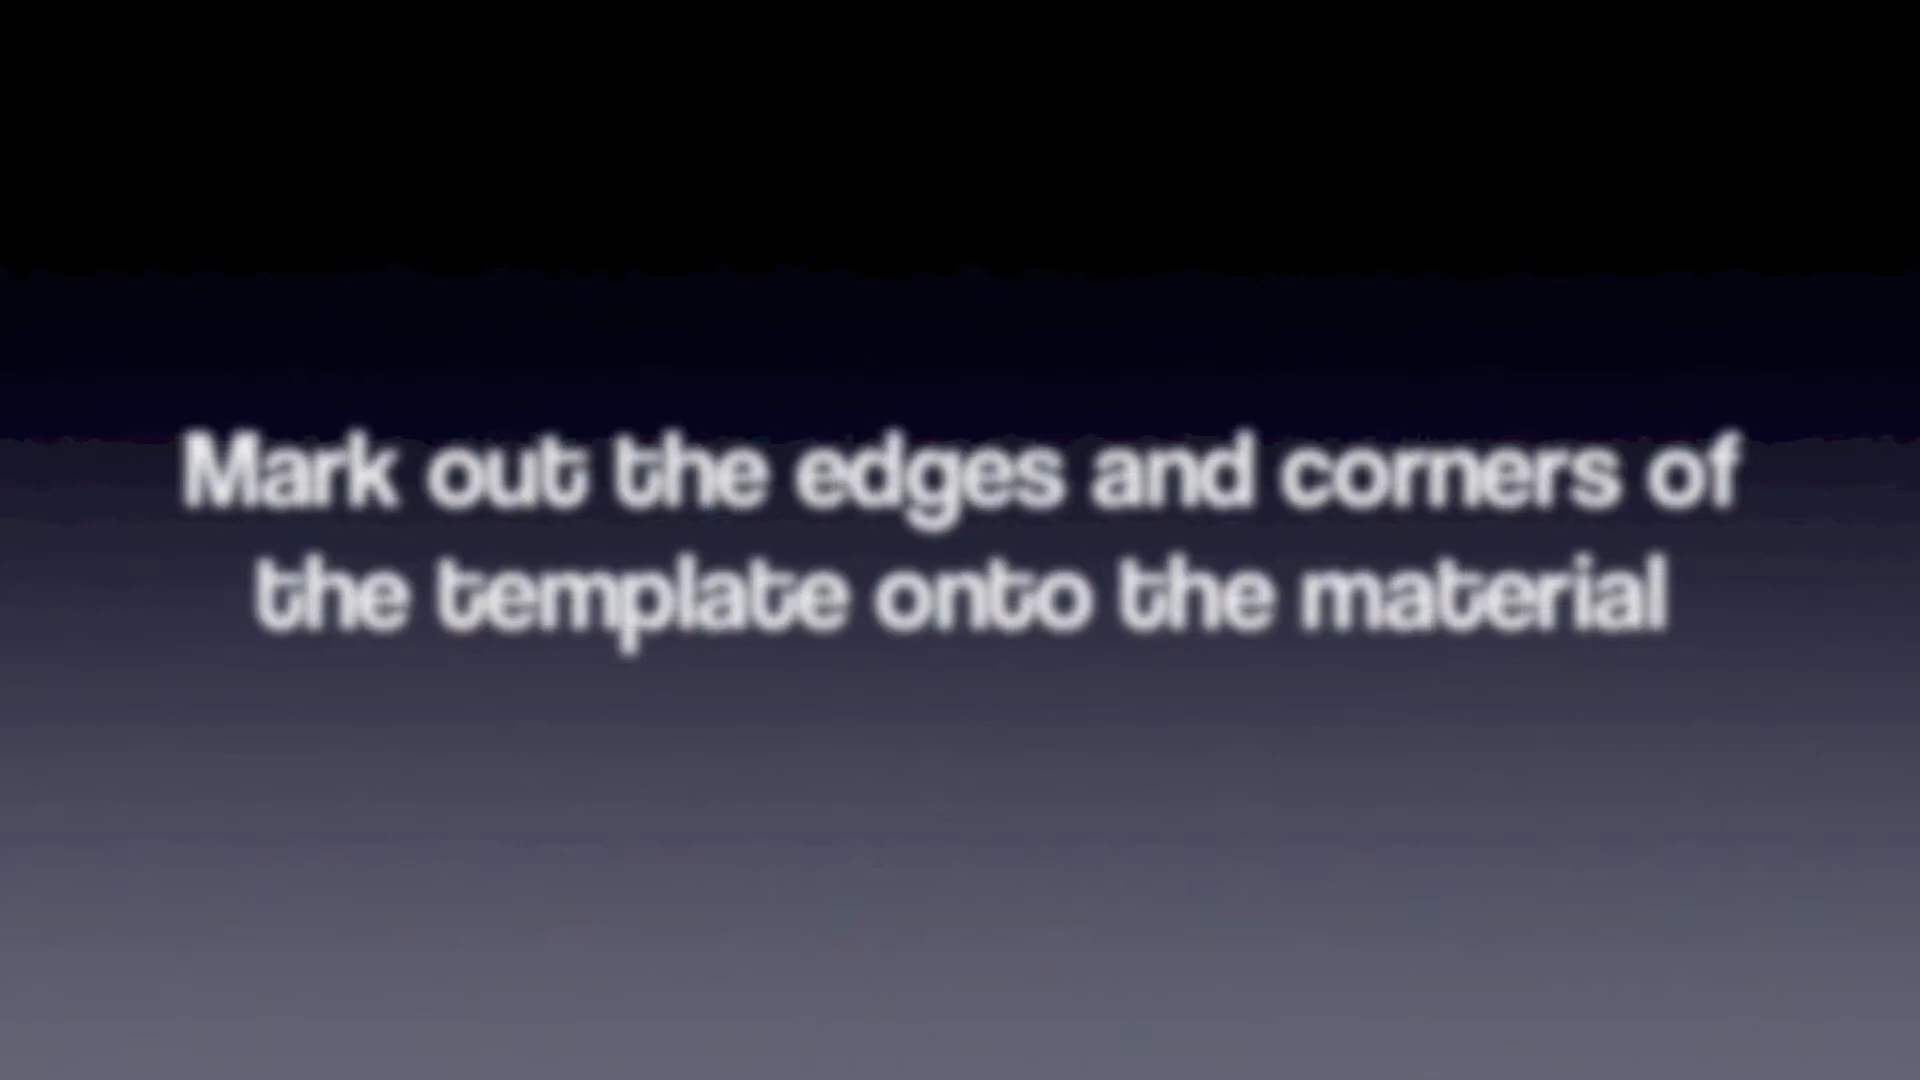 Mark out the edges and corners of
the template onto the material